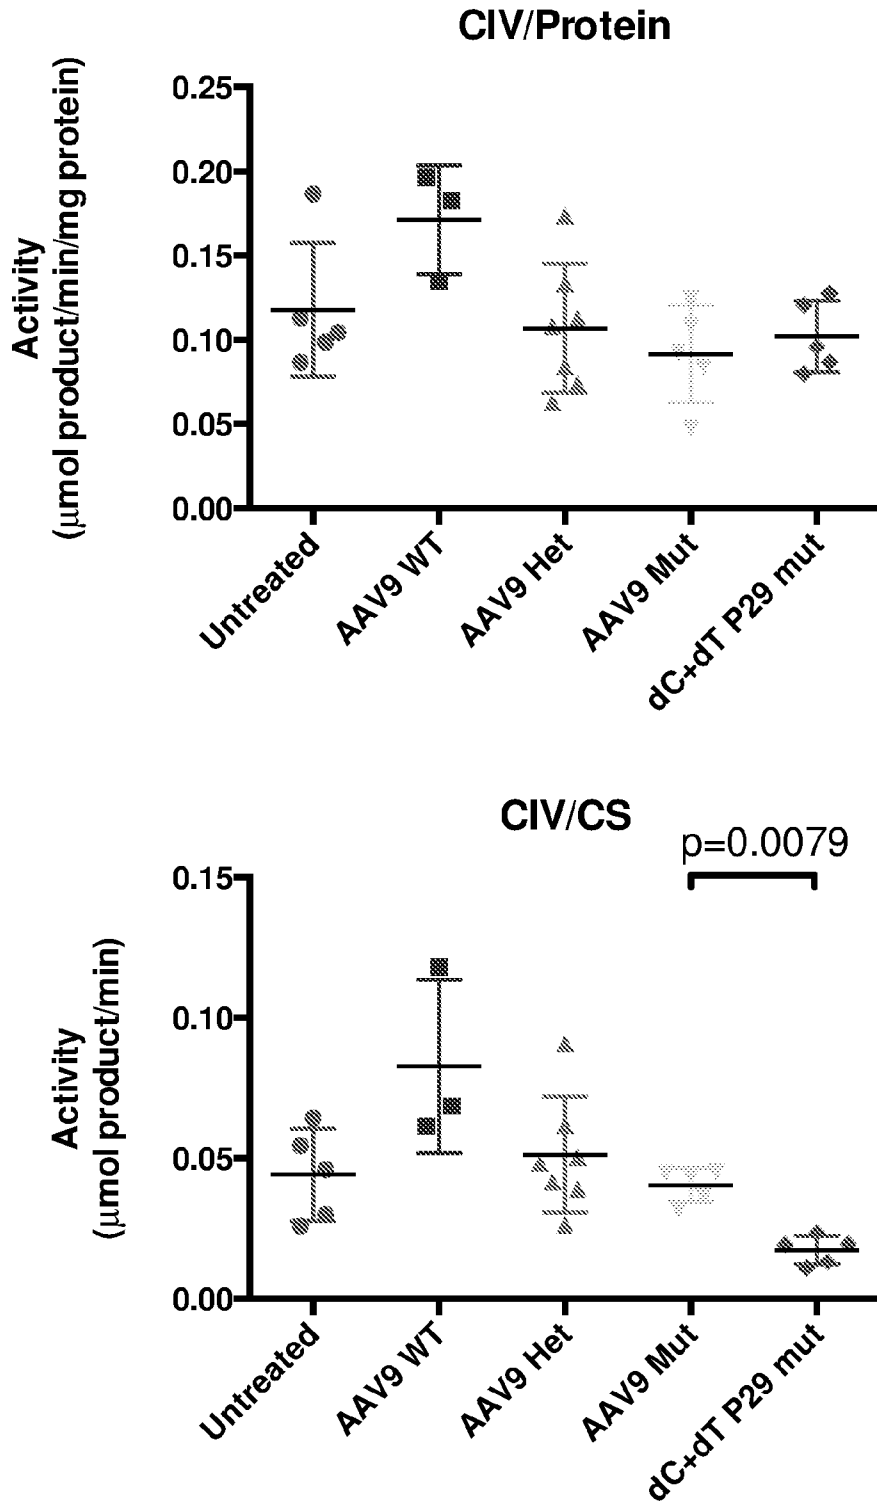 CIV/Protein
Activity
(µmol product/min/mg protein)
0.25
0.20
0.15
0.10
0.05
0.00
Untreated
AAV9 WT
AAV9 Het
AAV9 Mut
dC+dT P29 mut
CIV/CS
p=0.0079
Activity
(µmol product/min)
0.15
0.10
0.05
0.00
Untreated
AAV9 WT
AAV9 Het
AAV9 Mut
dC+dT P29 mut